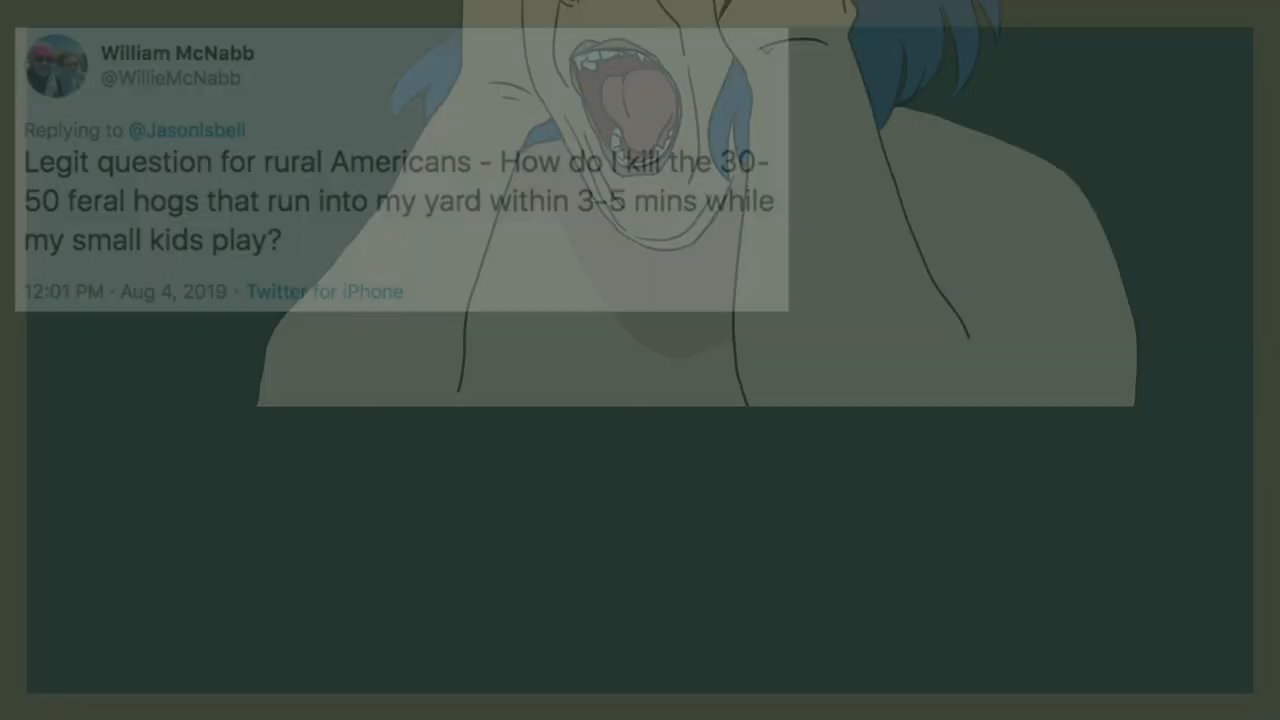 William McNabb
@WillieMcNabb
Replying to @JasonIsbell
Legit question for rural Americans - How do I kill the 30-
50 feral hogs that run into my yard within 3-5 mins while
my small kids play?
12:01 PM · Aug 4, 2019 · Twitter for iPhone